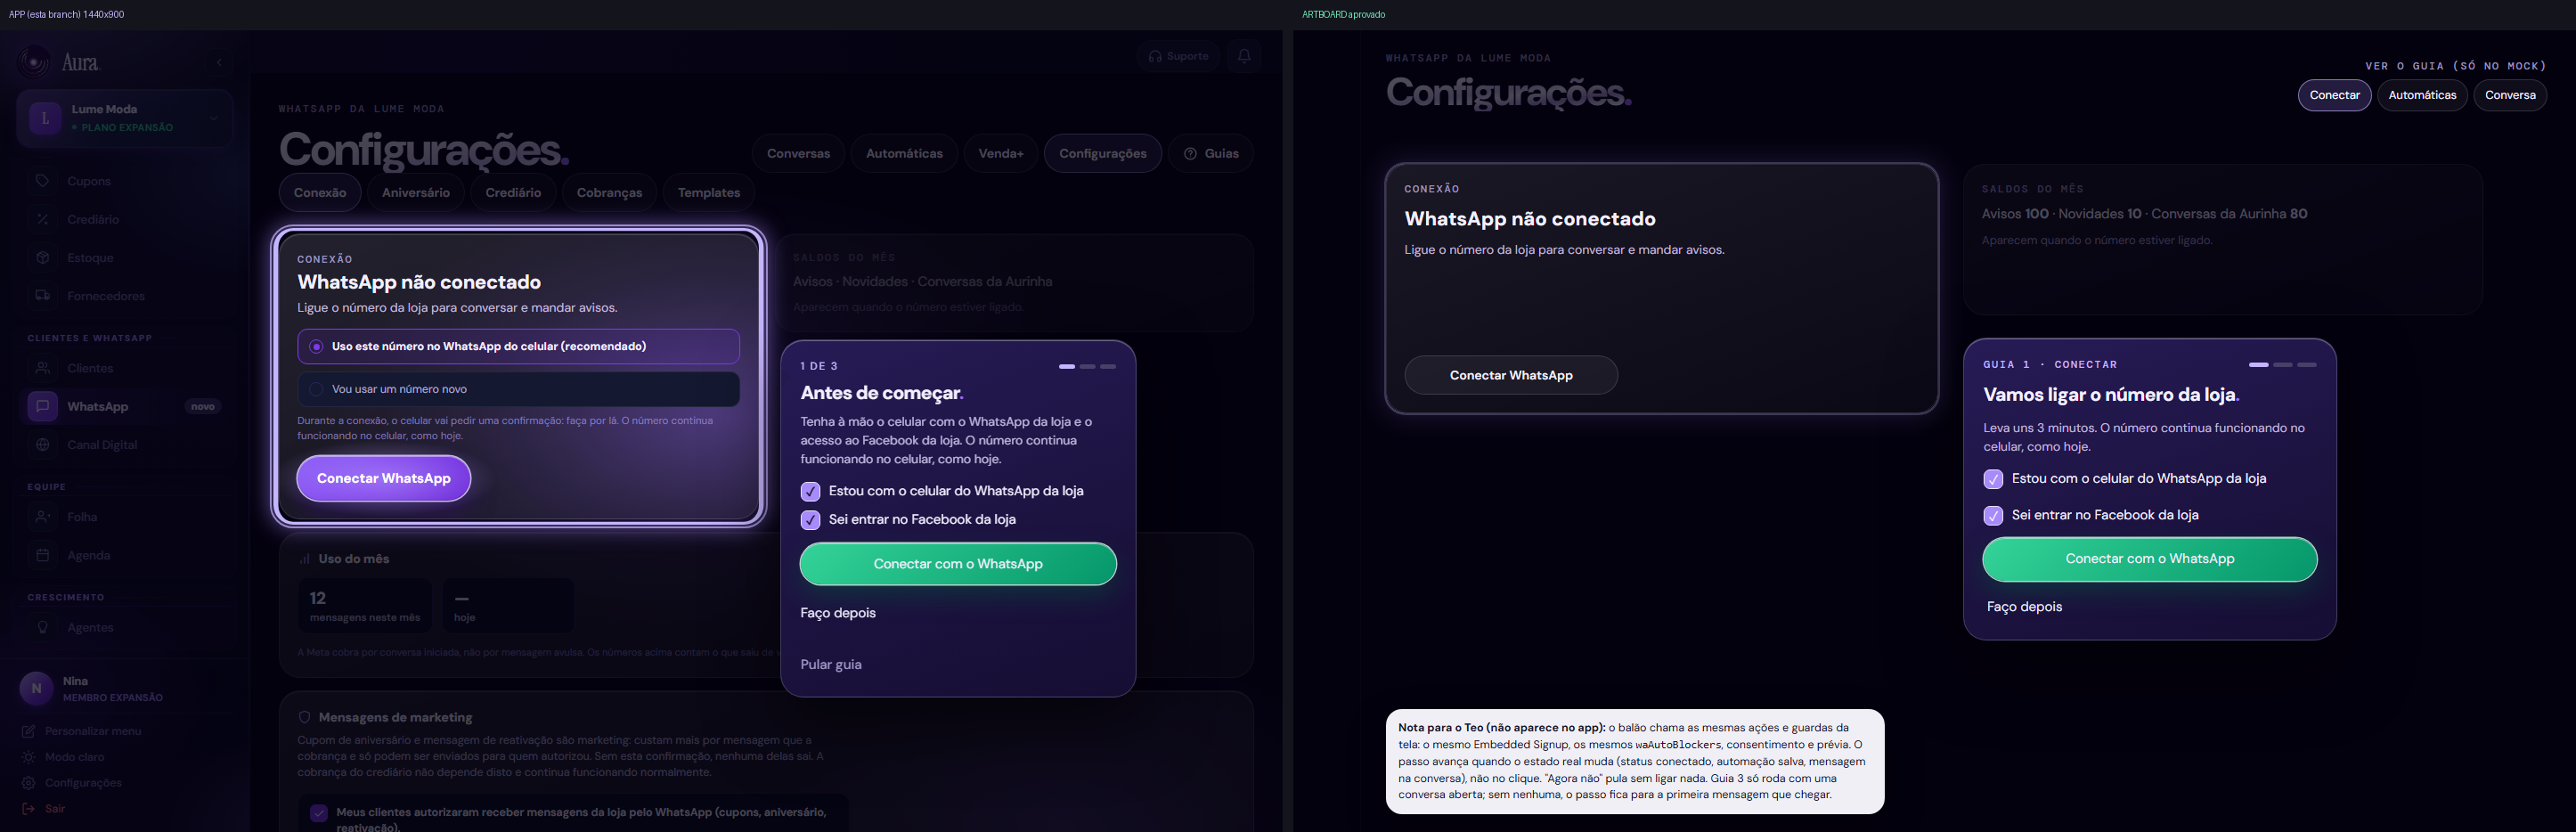 APP (esta branch) 1440x900
Aura
Suporte
Lume Moda
L
PLANO EXPANSÃO
Cupons
Crediário
Estoque
Fornecedores
CLIENTES E WHATSAPP
Clientes
WhatsApp
novo
Canal Digital
EQUIPE
Folha
Agenda
CRESCIMENTO
Agentes
N
Nina
MEMBRO EXPANSÃO
Personalizar menu
Modo claro
Configurações
Sair
WHATSAPP DA LUME MODA
Configurações.
Conversas
Automáticas
Venda+
Configurações
Guias
Conexão
Aniversário
Crediário
Cobranças
Templates
CONEXÃO
WhatsApp não conectado
Ligue o número da loja para conversar e mandar avisos.
Uso este número no WhatsApp do celular (recomendado)
Vou usar um número novo
Durante a conexão, o celular vai pedir uma confirmação: faça por lá. O número continua
funcionando no celular, como hoje.
Conectar WhatsApp
SALDOS DO MÊS
Avisos · Novidades · Conversas da Aurinha
Aparecem quando o número estiver ligado.
1 DE 3
Antes de começar.
Tenha à mão o celular com o WhatsApp da loja e o
acesso ao Facebook da loja. O número continua
funcionando no celular, como hoje.
Estou com o celular do WhatsApp da loja
Sei entrar no Facebook da loja
Conectar com o WhatsApp
Faço depois
Pular guia
Uso do mês
12
mensagens neste mês
—
hoje
A Meta cobra por conversa iniciada, não por mensagem avulsa. Os números acima contam o que saiu de
Mensagens de marketing
Cupom de aniversário e mensagem de reativação são marketing: custam mais por mensagem que a
cobrança e só podem ser enviados para quem autorizou. Sem esta confirmação, nenhuma delas sai. A
cobrança do crediário não depende disto e continua funcionando normalmente.
Meus clientes autorizaram receber mensagens da loja pelo WhatsApp (cupons, aniversário,
reativação).
ARTBOARD aprovado
WHATSAPP DA LUME MODA
Configurações.
VER O GUIA (SÓ NO MOCK)
Conectar
Automáticas
Conversa
CONEXÃO
WhatsApp não conectado
Ligue o número da loja para conversar e mandar avisos.
Conectar WhatsApp
SALDOS DO MÊS
Avisos 100 · Novidades 10 · Conversas da Aurinha 80
Aparecem quando o número estiver ligado.
GUIA 1 · CONECTAR
Vamos ligar o número da loja.
Leva uns 3 minutos. O número continua funcionando no
celular, como hoje.
Estou com o celular do WhatsApp da loja
Sei entrar no Facebook da loja
Conectar com o WhatsApp
Faço depois
Nota para o Teo (não aparece no app): o balão chama as mesmas ações e guardas da
tela: o mesmo Embedded Signup, os mesmos waAutoBlockers, consentimento e prévia. O
passo avança quando o estado real muda (status conectado, automação salva, mensagem
na conversa), não no clique. "Agora não" pula sem ligar nada. Guia 3 só roda com uma
conversa aberta; sem nenhuma, o passo fica para a primeira mensagem que chegar.